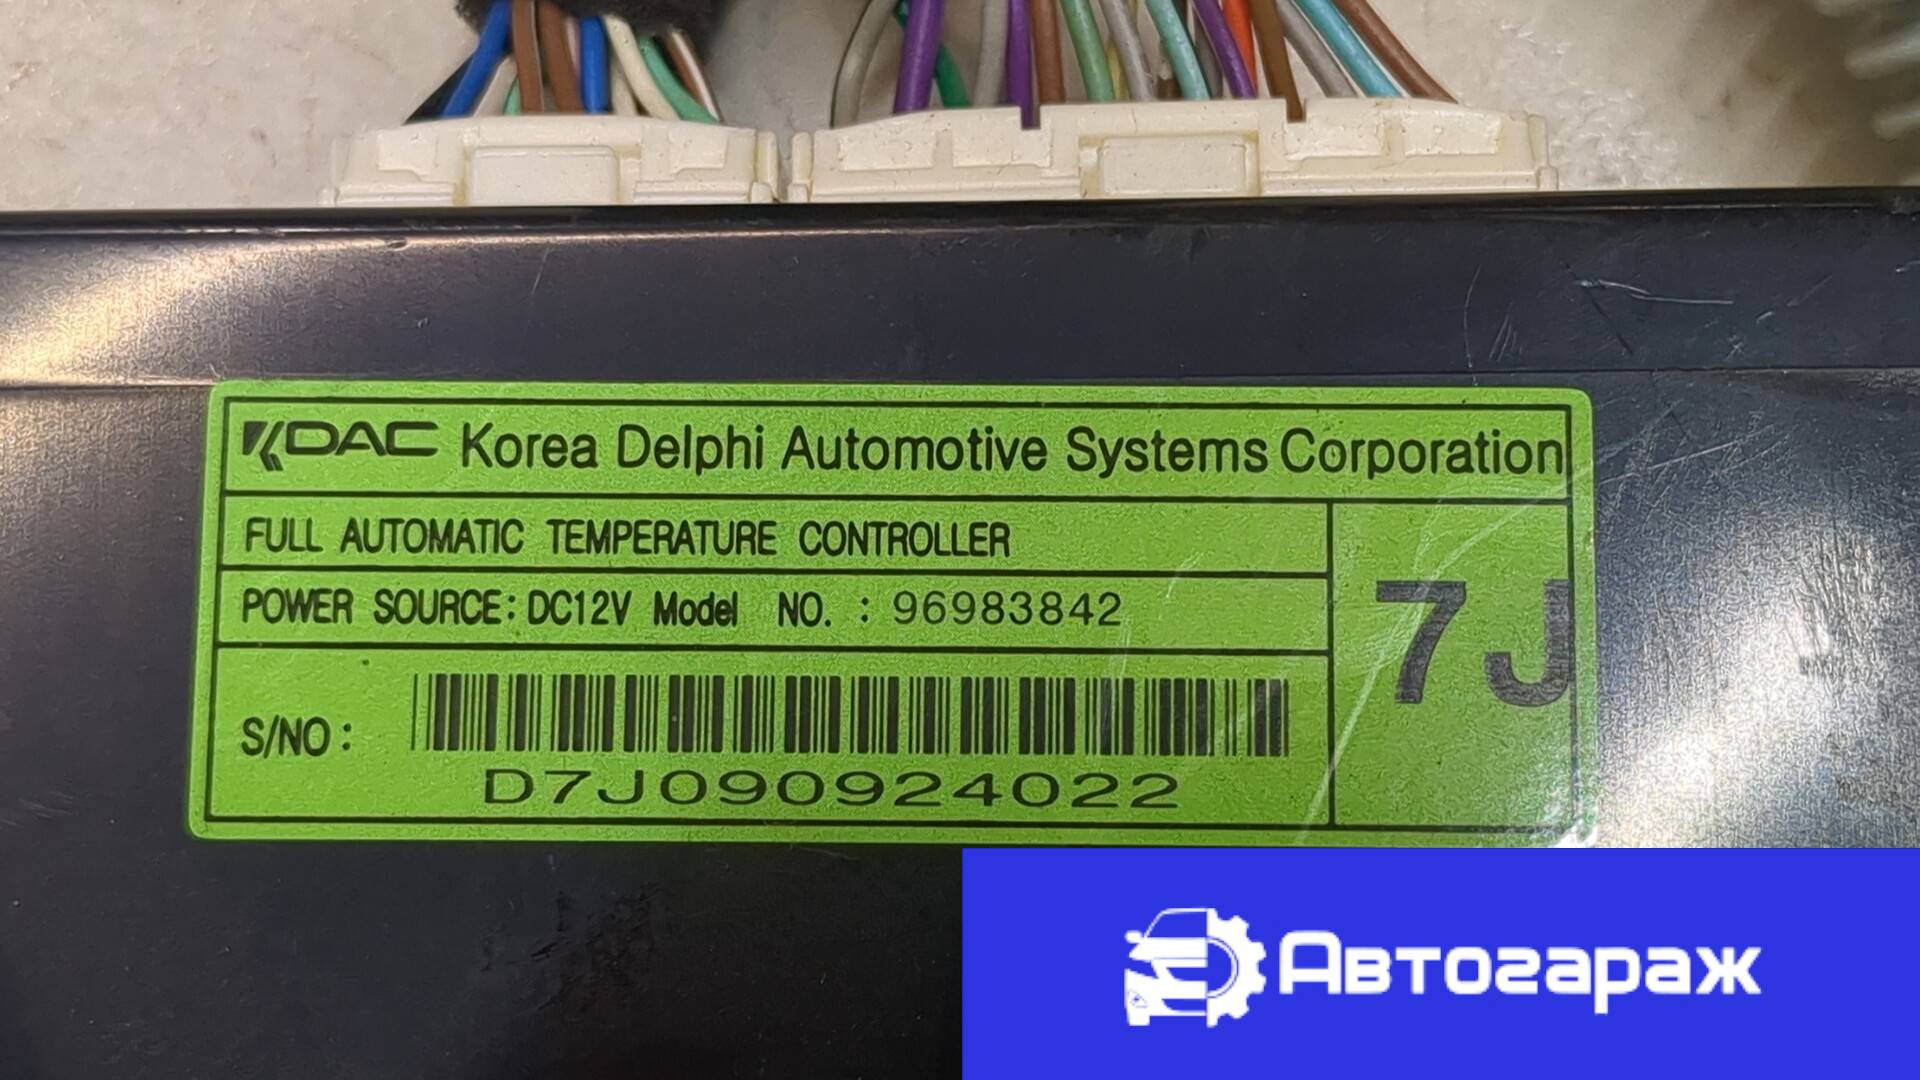 KDAC Korea Delphi Automotive Systems Corporation
FULL AUTOMATIC TEMPERATURE CONTROLLER
POWER SOURCE: DC12V Model NO. : 96983842
7J
S/NO :
D7J090924022
Автогараж